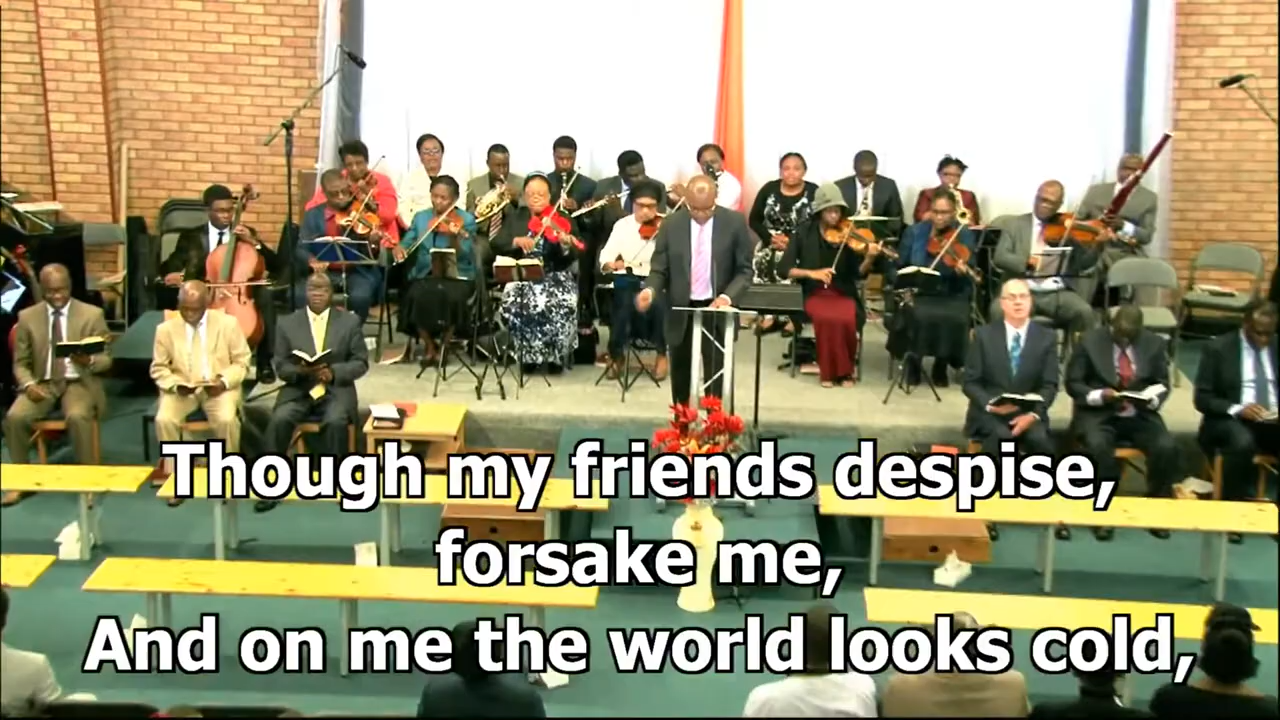 Though my friends despise,
forsake me,
And on me the world looks cold,